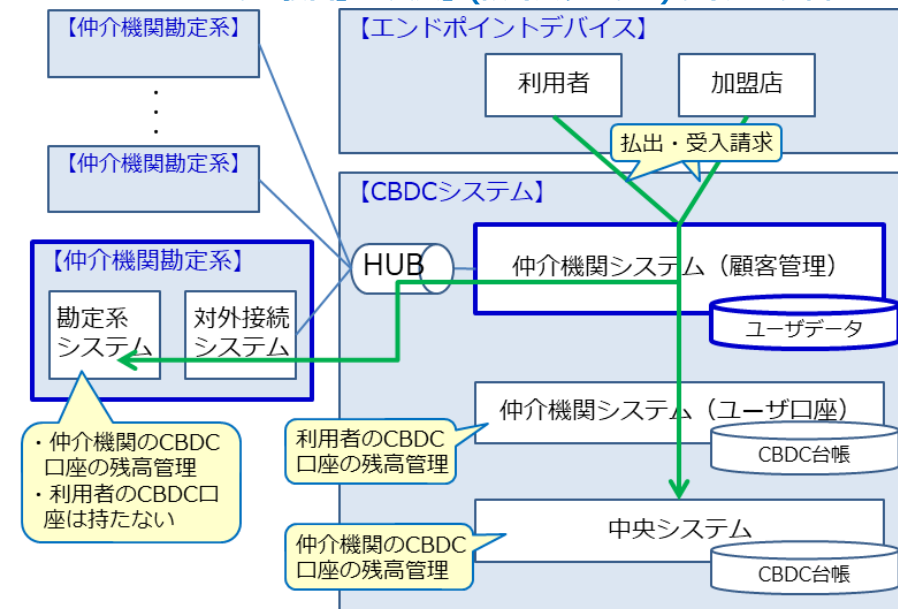 【仲介機関勘定系】
・
・
・
【仲介機関勘定系】
【仲介機関勘定系】
勘定系
システム
対外接続
システム
・仲介機関のCBDC
口座の残高管理
・利用者のCBDC口
座は持たない
【エンドポイントデバイス】
利用者
加盟店
払出・受入請求
【CBDCシステム】
HUB
仲介機関システム（顧客管理）
ユーザデータ
仲介機関システム（ユーザ口座）
CBDC台帳
利用者のCBDC
口座の残高管理
中央システム
CBDC台帳
仲介機関のCBDC
口座の残高管理